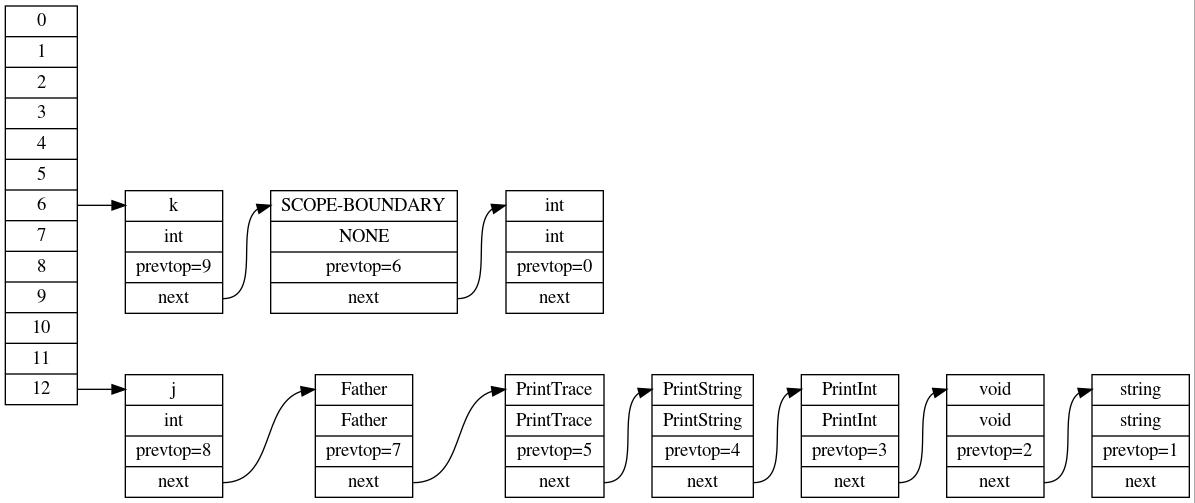 0
1
2
3
4
5
6
7
8
9
10
11
12
k
int
prevtop=9
next
SCOPE-BOUNDARY
NONE
prevtop=6
next
int
int
prevtop=0
next
j
int
prevtop=8
next
Father
Father
prevtop=7
next
PrintTrace
PrintTrace
prevtop=5
next
PrintString
PrintString
prevtop=4
next
PrintInt
PrintInt
prevtop=3
next
void
void
prevtop=2
next
string
string
prevtop=1
next